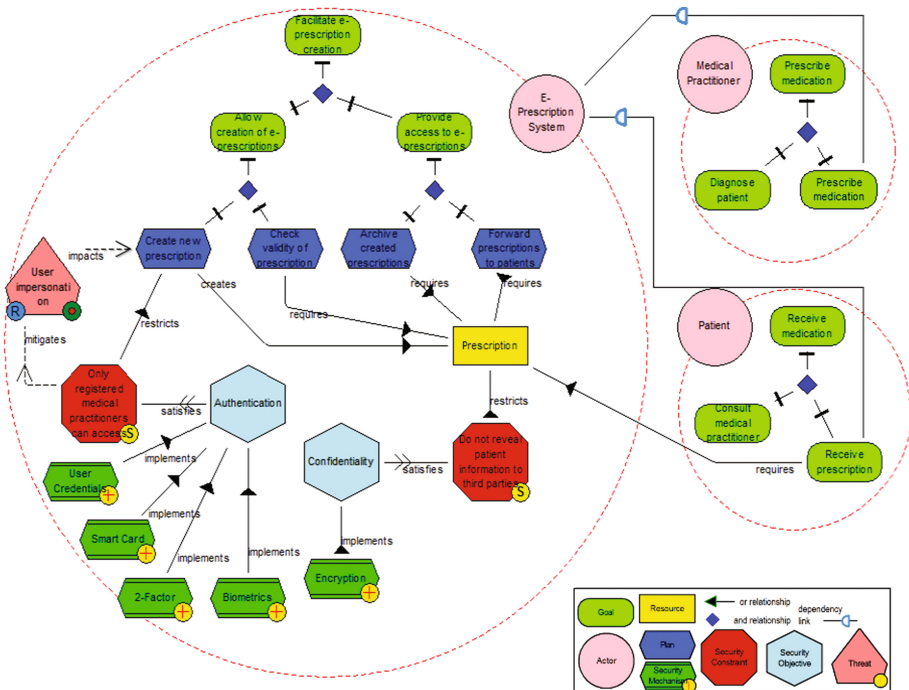 Facilitate e-
prescription
creation
Allow
creation of e-
prescriptions
Provide
access to e-
prescriptions
E-
Prescription
System
Medical
Practitioner
Prescribe
medication
Diagnose
patient
Prescribe
medication
Create new
prescription
Check
validity of
prescription
Archive
created
prescriptions
Forward
prescriptions
to patients
impacts
creates
requires
requires
requires
User
impersonati
on
R
mitigates
restricts
Prescription
Patient
Receive
medication
Consult
medical
practitioner
Receive
prescription
requires
Only
registered
medical
practitioners
can access
S
satisfies
Authentication
restricts
Confidentiality
satisfies
Do not reveal
patient
information to
third parties
S
User
Credentials
implements
Smart Card
implements
2-Factor
implements
Biometrics
implements
Encryption
implements
Goal
Resource
or relationship
and relationship
dependency
link
Actor
Plan
Security
Mechanism
Security
Constraint
Security
Objective
Threat